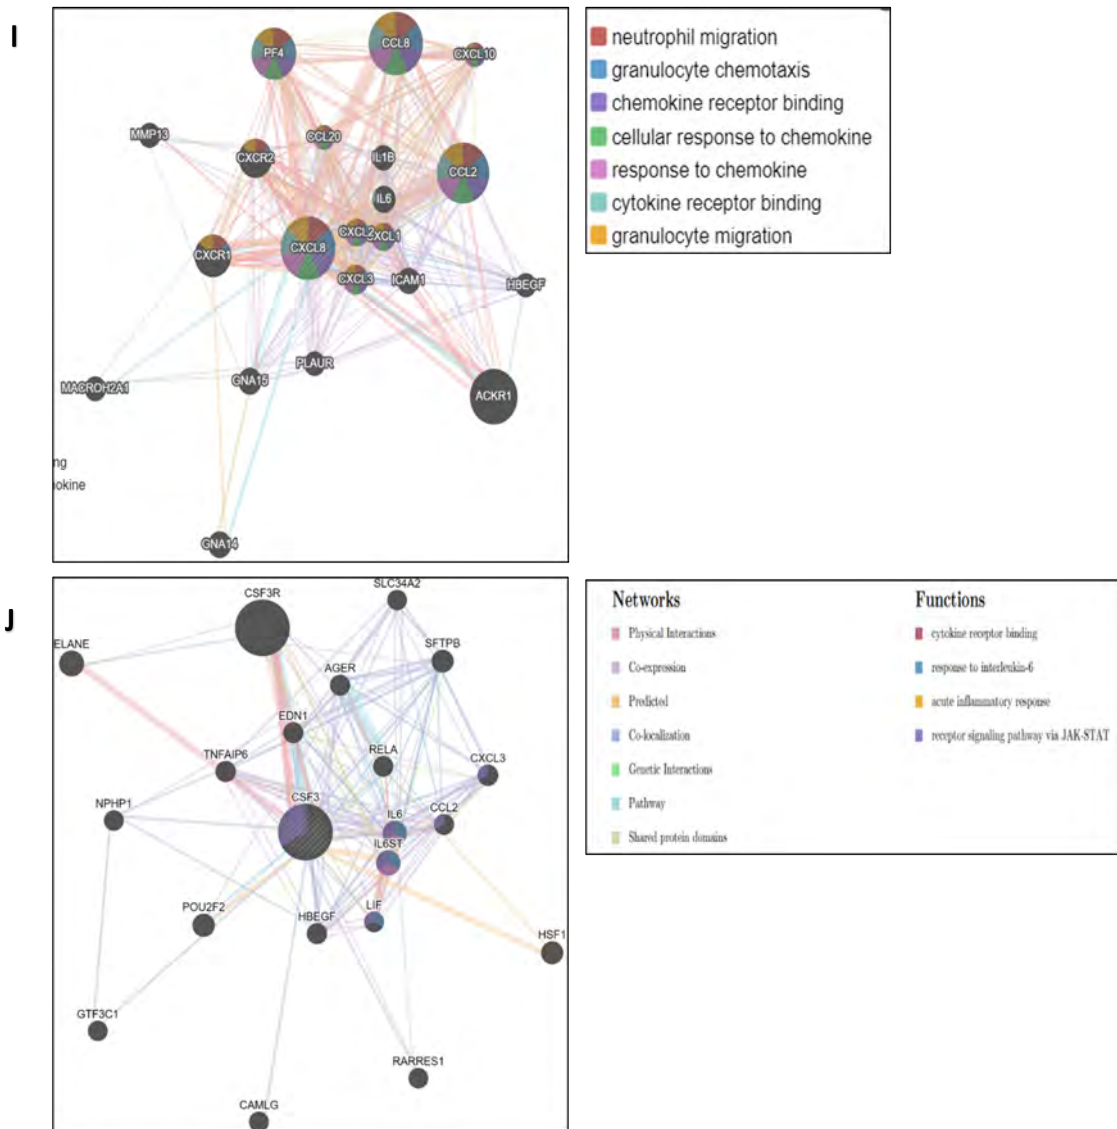 I
PF4
CCL8
CXCL10
MMP13
CXCR2
CCL20
IL1B
CCL2
IL6
CXCR1
CXCL8
CXCL2
CXCL1
CXCL3
ICAM1
HBEGF
PLAUR
MACROH2A1
GNA15
ACKR1
ng
okine
GNA14
neutrophil migration
granulocyte chemotaxis
chemokine receptor binding
cellular response to chemokine
response to chemokine
cytokine receptor binding
granulocyte migration
J
CSF3R
SLC34A2
ELANE
SFTPB
AGER
EDN1
TNFAIP6
RELA
CXCL3
NPHP1
CSF3
IL6
CCL2
IL6ST
POU2F2
HBEGF
LIF
HSF1
GTF3C1
RARRES1
CAMLG
Networks
Physical Interactions
Co-expression
Predicted
Co-localization
Genetic Interactions
Pathway
Shared protein domains
Functions
cytokine receptor binding
response to interleukin-6
acute inflammatory response
receptor signaling pathway via JAK-STAT